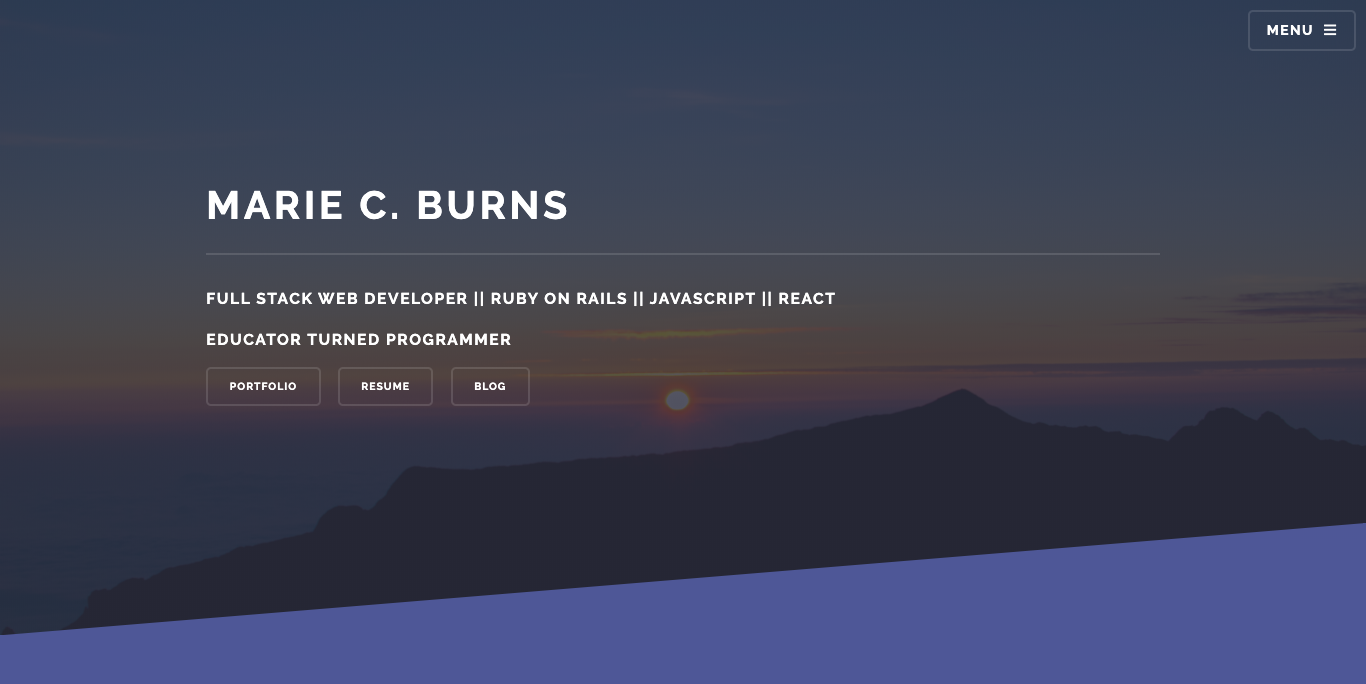 MENU
MARIE C. BURNS
FULL STACK WEB DEVELOPER || RUBY ON RAILS || JAVASCRIPT || REACT
EDUCATOR TURNED PROGRAMMER
PORTFOLIO RESUME BLOG